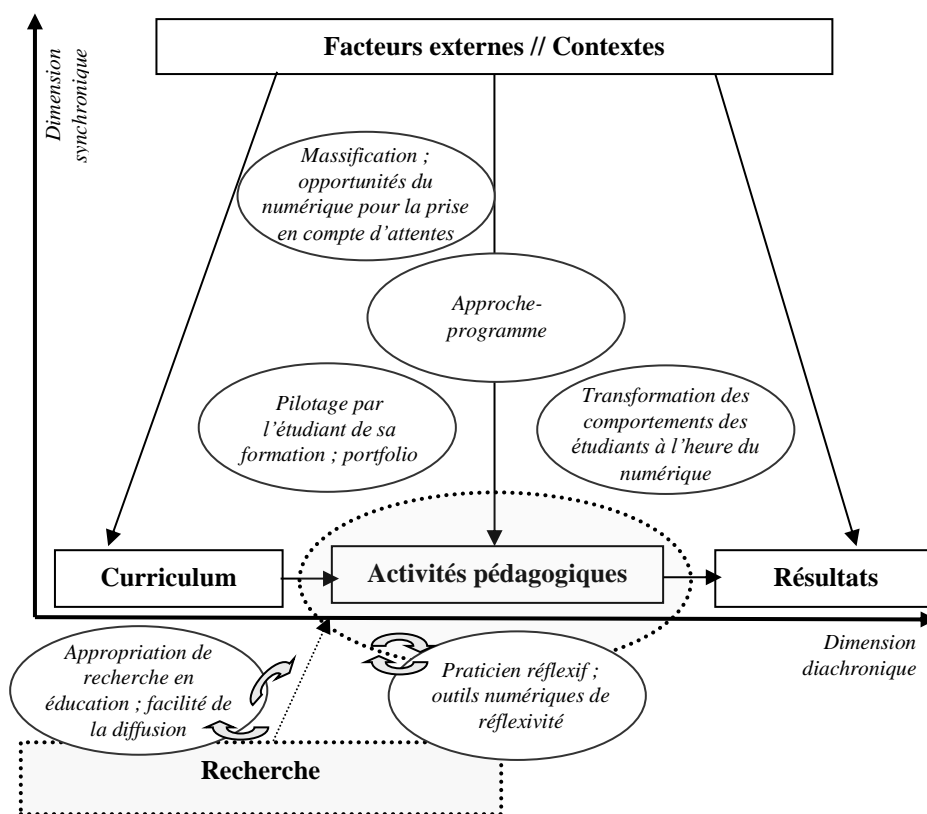 Dimension
synchronique
Facteurs externes // Contextes
Massification ;
opportunités du
numérique pour la prise
en compte d’attentes
Approche-
programme
Pilotage par
l’étudiant de sa
formation ; portfolio
Transformation des
comportements des
étudiants à l’heure du
numérique
Curriculum
Activités pédagogiques
Résultats
Dimension
diachronique
Appropriation de
recherche en
éducation ; facilité de
la diffusion
Praticien réflexif ;
outils numériques de
réflexivité
Recherche